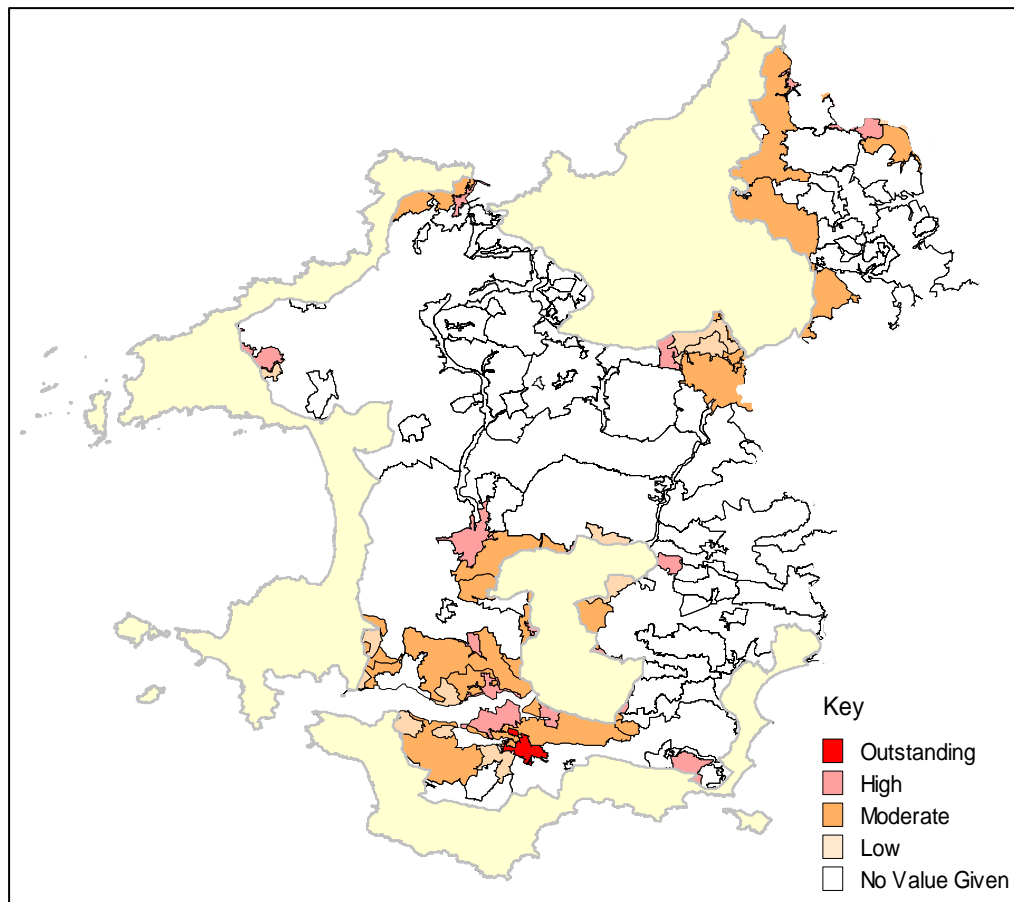 Key
Outstanding
High
Moderate
Low
No Value Given